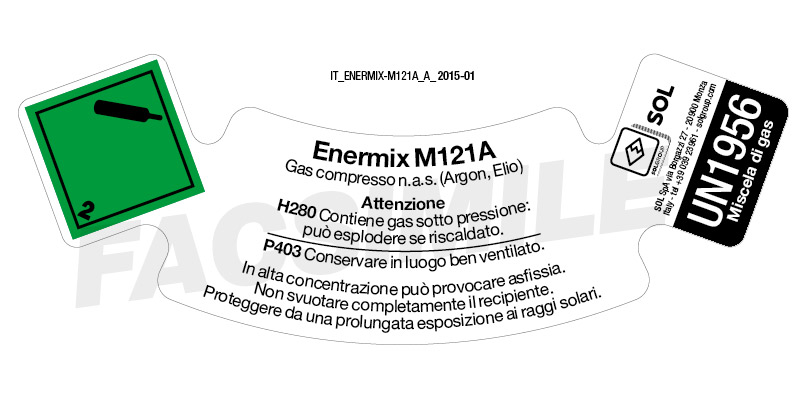 IT_ENERMIX-M121A_A_ 2015-01
2
Enermix M121A
Gas compresso n.a.s. (Argon, Elio)
Attenzione
H280 Contiene gas sotto pressione:
può esplodere se riscaldato.
P403 Conservare in luogo ben ventilato.
In alta concentrazione può provocare asfissia.
Non svuotare completamente il recipiente.
Proteggere da una prolungata esposizione ai raggi solari.
FACSIMILE
SOLGROUP
SOL
SOL SpA via Borgazzi 27 - 20900 Monza
Italy - tel +39 039 23961 - solgroup.com
UN1956
Miscela di gas